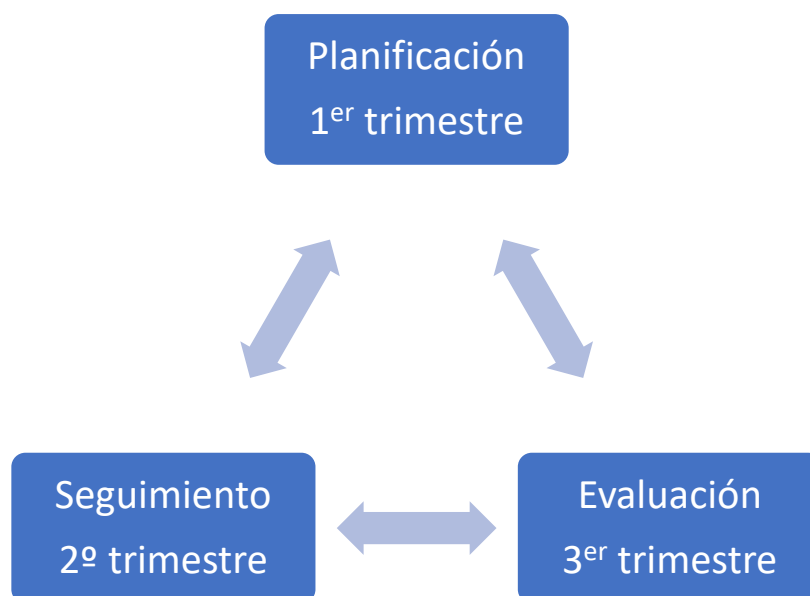 Planificación
1er trimestre
Seguimiento
2º trimestre
Evaluación
3er trimestre